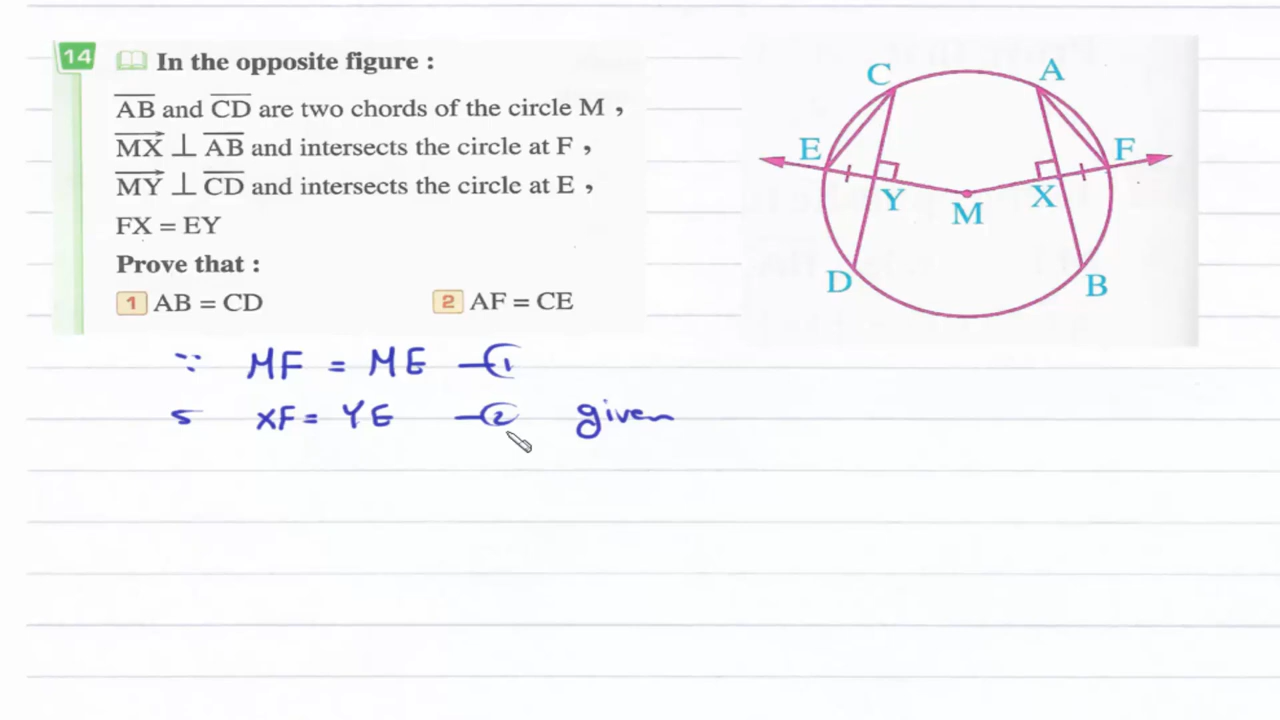 14 In the opposite figure :
AB and CD are two chords of the circle M ,
MX ⊥ AB and intersects the circle at F ,
MY ⊥ CD and intersects the circle at E ,
FX = EY
Prove that :
1 AB = CD 2 AF = CE
C A
E F
Y M X
D B
∵ MF = ME —①
XF = YE —② given